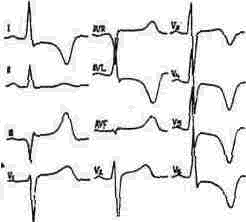 I AVR V₃
II AVL V₄
III AVF V₅
V₁ V₂ V₆